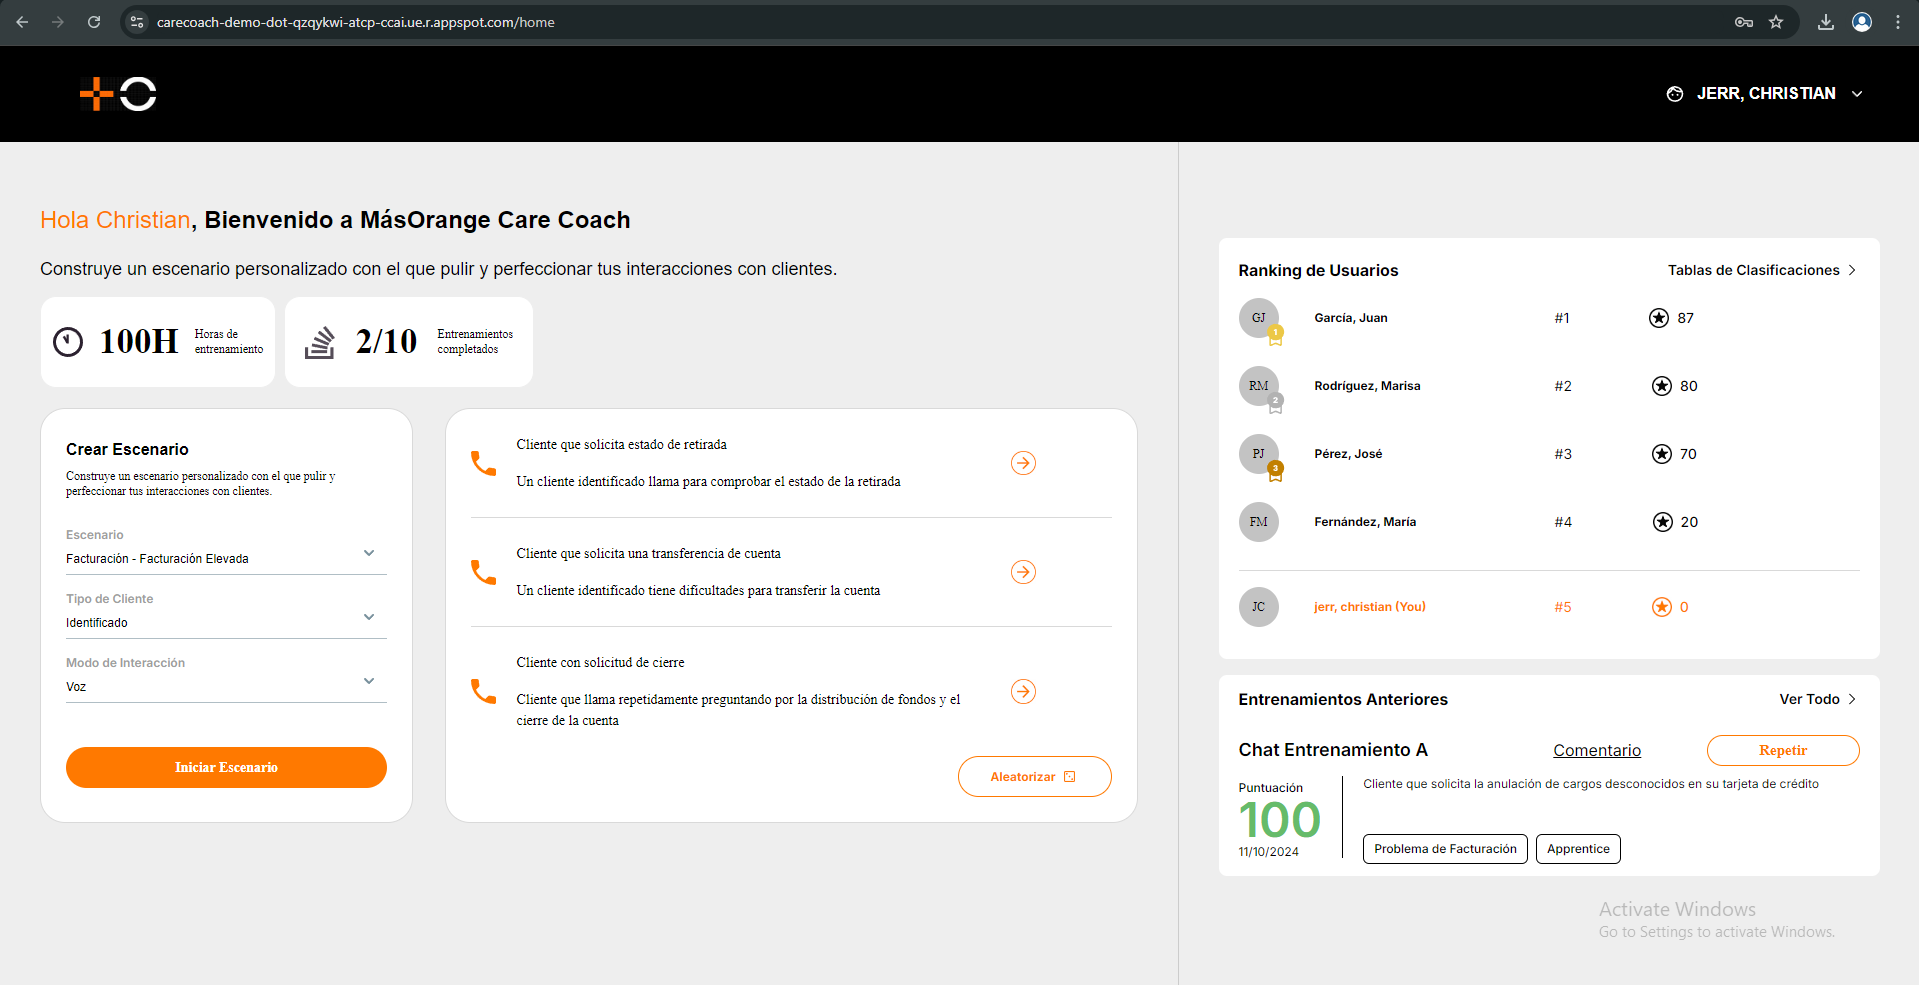 carecoach-demo-dot-qzqykwi-atcp-ccai.ue.r.appspot.com/home
JERR, CHRISTIAN
Hola Christian, Bienvenido a MásOrange Care Coach
Construye un escenario personalizado con el que pulir y perfeccionar tus interacciones con clientes.
100H
Horas de
entrenamiento
2/10
Entrenamientos
completados
Crear Escenario
Construye un escenario personalizado con el que pulir y
perfeccionar tus interacciones con clientes.
Escenario
Facturación - Facturación Elevada
Tipo de Cliente
Identificado
Modo de Interacción
Voz
Iniciar Escenario
Cliente que solicita estado de retirada
Un cliente identificado llama para comprobar el estado de la retirada
Cliente que solicita una transferencia de cuenta
Un cliente identificado tiene dificultades para transferir la cuenta
Cliente con solicitud de cierre
Cliente que llama repetidamente preguntando por la distribución de fondos y el
cierre de la cuenta
Aleatorizar
Ranking de Usuarios
Tablas de Clasificaciones
GJ 1 García, Juan #1 87
RM 2 Rodríguez, Marisa #2 80
PJ 3 Pérez, José #3 70
FM Fernández, María #4 20
JC jerr, christian (You) #5 0
Entrenamientos Anteriores
Ver Todo
Chat Entrenamiento A
Comentario
Repetir
Puntuación
100
11/10/2024
Cliente que solicita la anulación de cargos desconocidos en su tarjeta de crédito
Problema de Facturación
Apprentice
Activate Windows
Go to Settings to activate Windows.